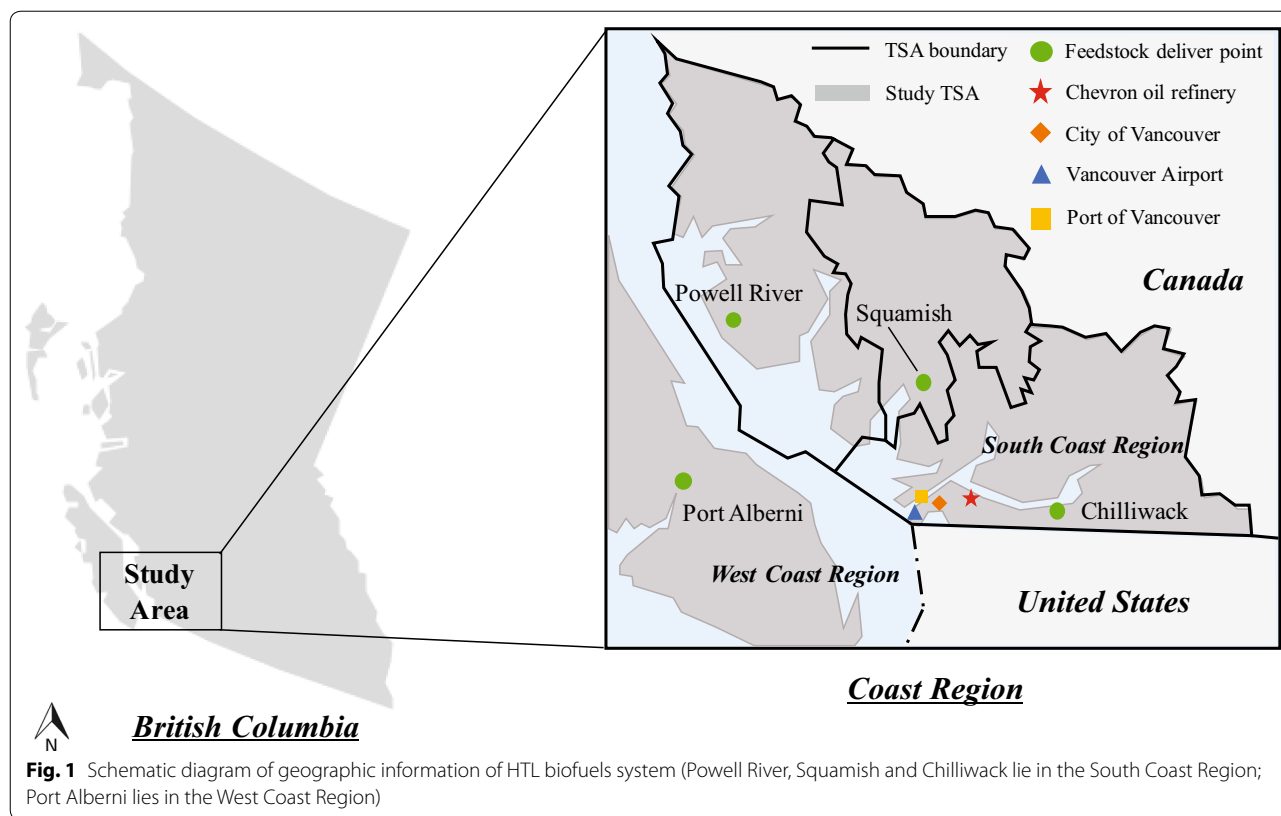 TSA boundary
Study TSA
Feedstock deliver point
Chevron oil refinery
City of Vancouver
Vancouver Airport
Port of Vancouver
Canada
Powell River
Squamish
South Coast Region
Port Alberni
Chilliwack
West Coast Region
United States
Study
Area
Coast Region
British Columbia
N
Fig. 1 Schematic diagram of geographic information of HTL biofuels system (Powell River, Squamish and Chilliwack lie in the South Coast Region;
Port Alberni lies in the West Coast Region)